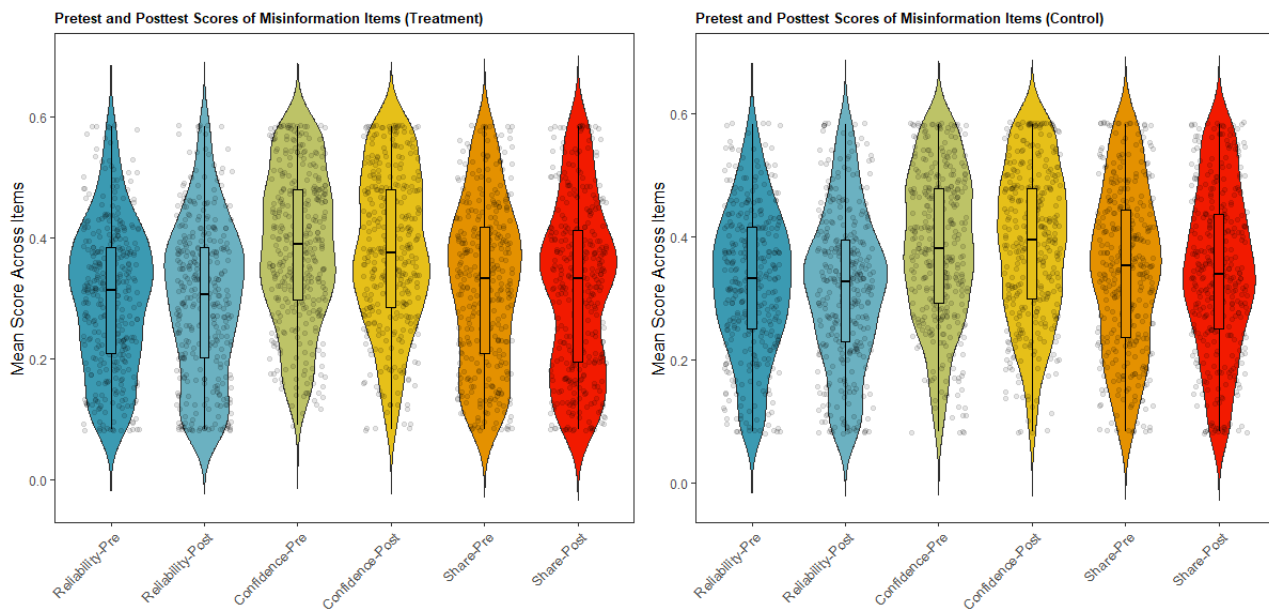 Pretest and Posttest Scores of Misinformation Items (Treatment)
Mean Score Across Items
0.6
0.4
0.2
0.0
Reliability-Pre
Reliability-Post
Confidence-Pre
Confidence-Post
Share-Pre
Share-Post
Pretest and Posttest Scores of Misinformation Items (Control)
Mean Score Across Items
0.6
0.4
0.2
0.0
Reliability-Pre
Reliability-Post
Confidence-Pre
Confidence-Post
Share-Pre
Share-Post